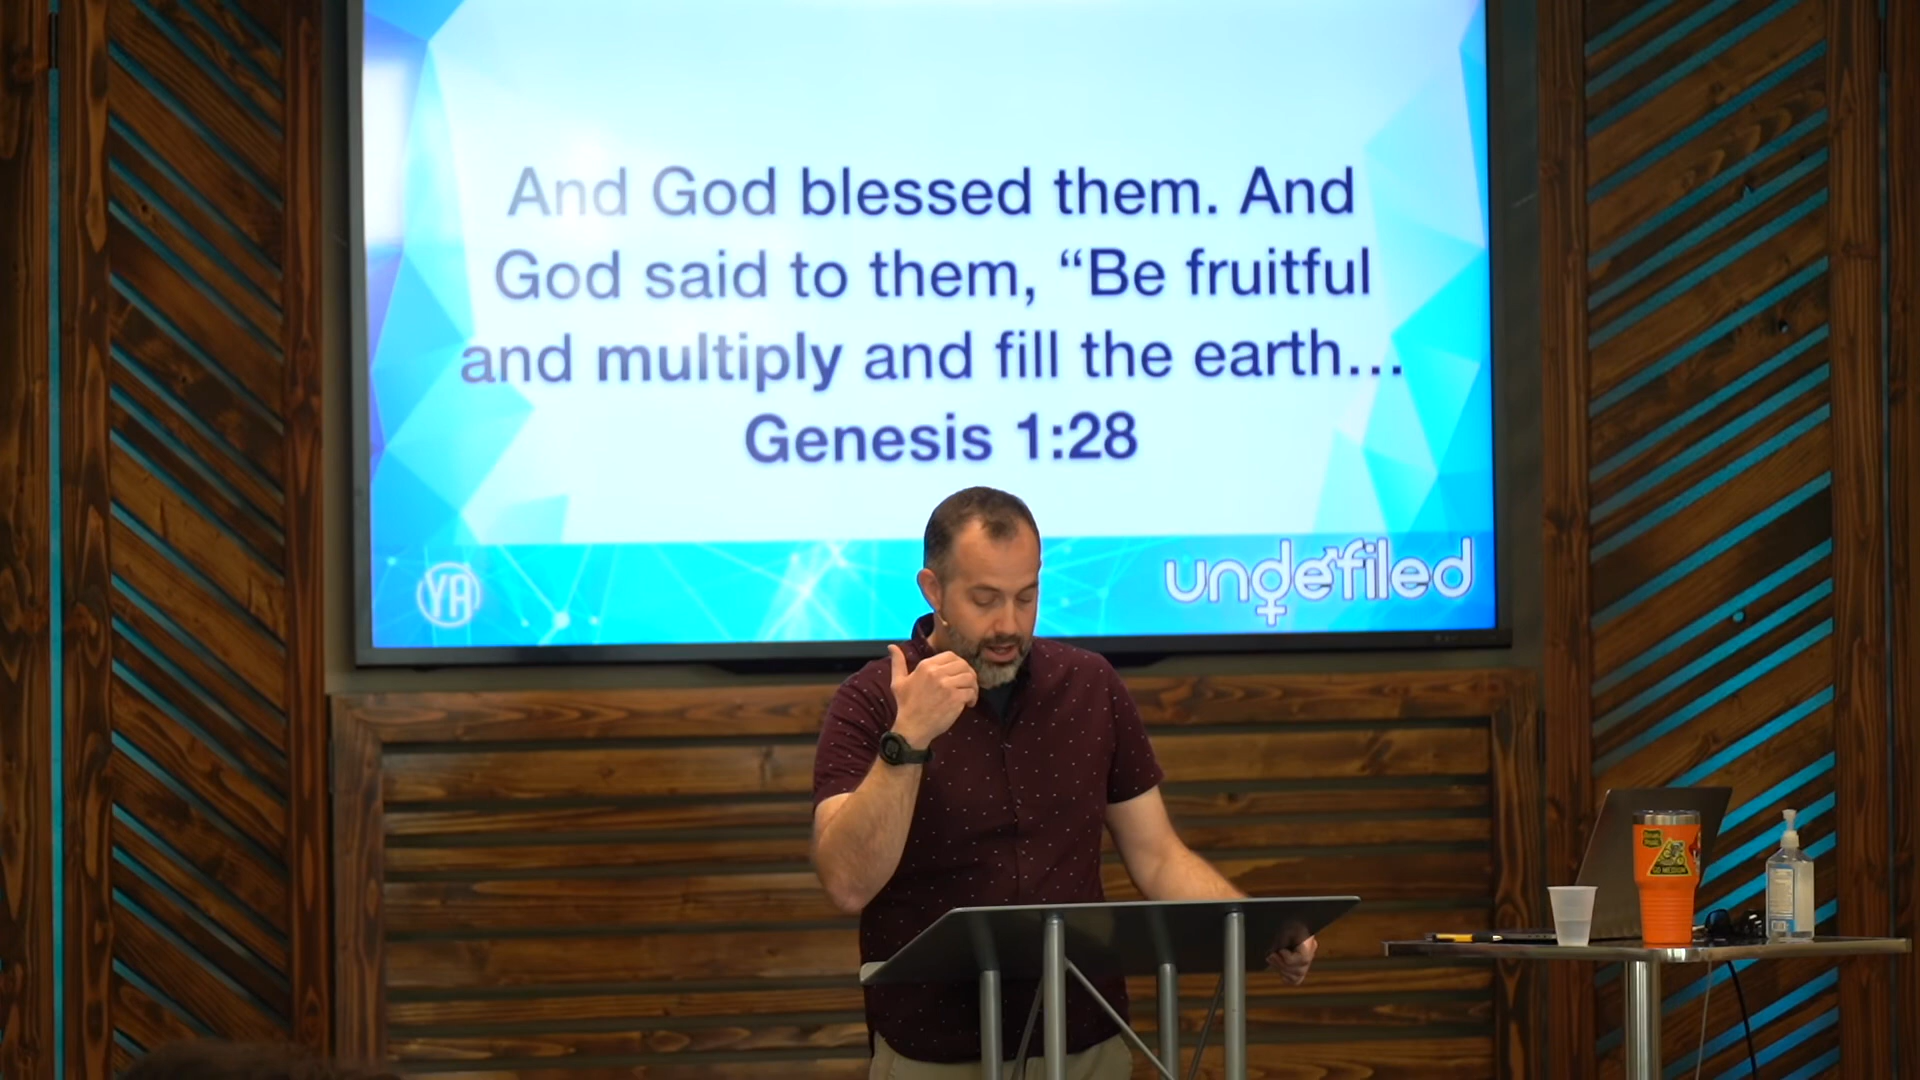 And God blessed them. And
God said to them, “Be fruitful
and multiply and fill the earth...
Genesis 1:28
YA
undefiled